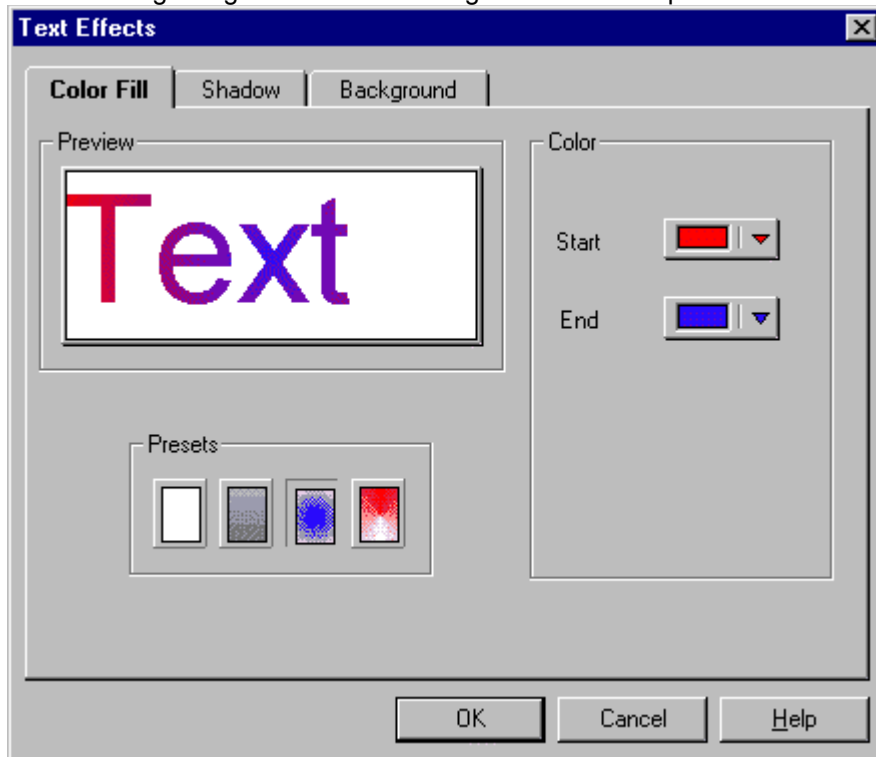 Text Effects
Color Fill Shadow Background
Preview
Text
Color
Start
End
Presets
OK Cancel Help